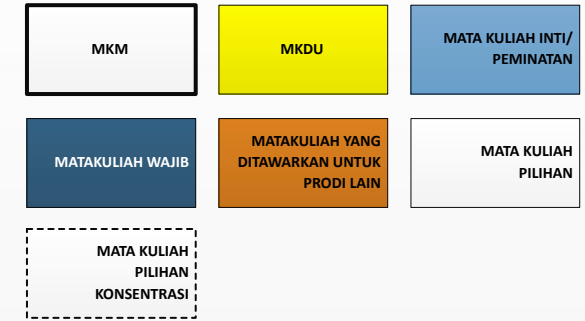 MKM
MKDU
MATA KULIAH INTI/
PEMINATAN
MATAKULIAH WAJIB
MATAKULIAH YANG
DITAWARKAN UNTUK
PRODI LAIN
MATA KULIAH
PILIHAN
MATA KULIAH
PILIHAN
KONSENTRASI